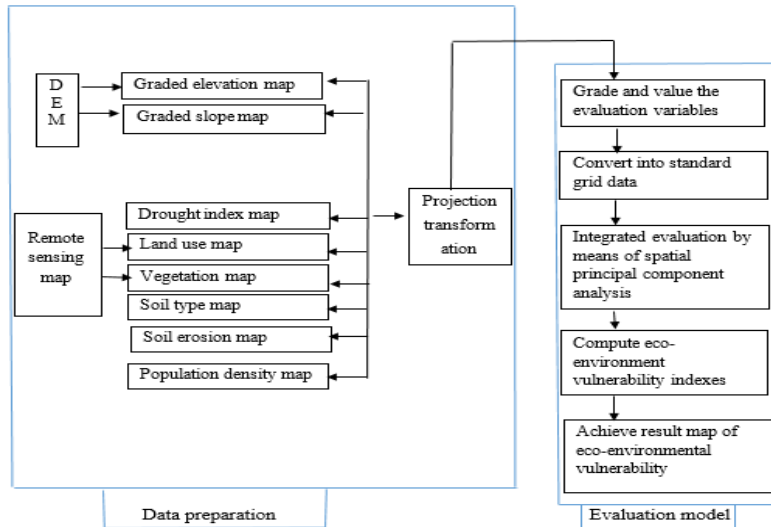 D
E
M
Graded elevation map
Graded slope map
Remote
sensing
map
Drought index map
Land use map
Vegetation map
Soil type map
Soil erosion map
Population density map
Projection
transform
ation
Data preparation
Grade and value the
evaluation variables
Convert into standard
grid data
Integrated evaluation by
means of spatial
principal component
analysis
Compute eco-
environment
vulnerability indexes
Achieve result map of
eco-environmental
vulnerability
Evaluation model